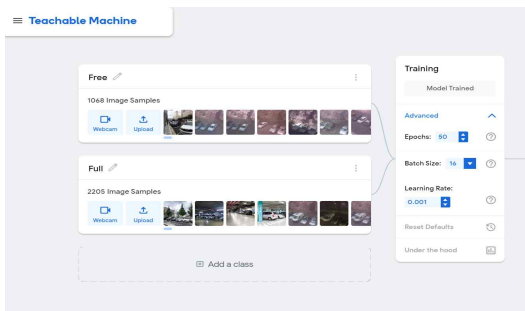 Teachable Machine
Free
1068 Image Samples
Webcam
Upload
Full
2205 Image Samples
Webcam
Upload
Add a class
Training
Model Trained
Advanced
Epochs: 50
Batch Size: 16
Learning Rate:
0.001
Reset Defaults
Under the hood